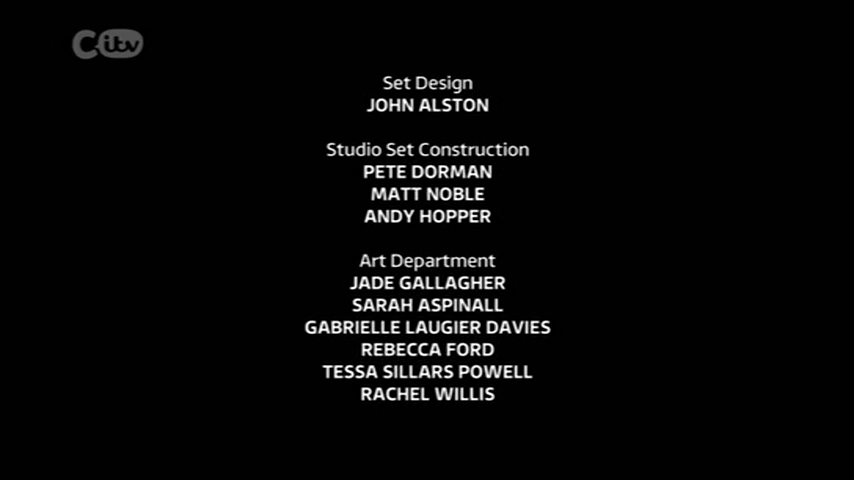 Citv
Set Design
JOHN ALSTON
Studio Set Construction
PETE DORMAN
MATT NOBLE
ANDY HOPPER
Art Department
JADE GALLAGHER
SARAH ASPINALL
GABRIELLE LAUGIER DAVIES
REBECCA FORD
TESSA SILLARS POWELL
RACHEL WILLIS